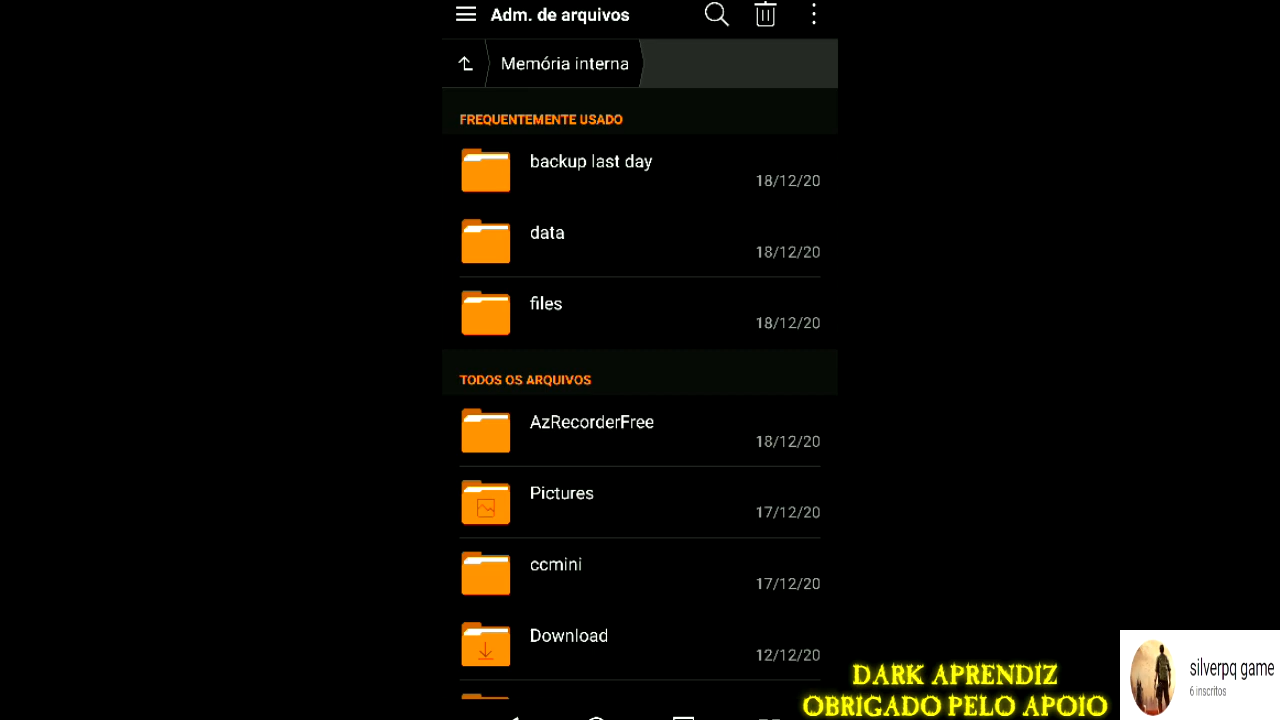 Adm. de arquivos
Memória interna
FREQUENTEMENTE USADO
backup last day
18/12/20
data
18/12/20
files
18/12/20
TODOS OS ARQUIVOS
AzRecorderFree
18/12/20
Pictures
17/12/20
ccmini
17/12/20
Download
12/12/20
DARK APRENDIZ
OBRIGADO PELO APOIO
silverpq game
6 inscritos